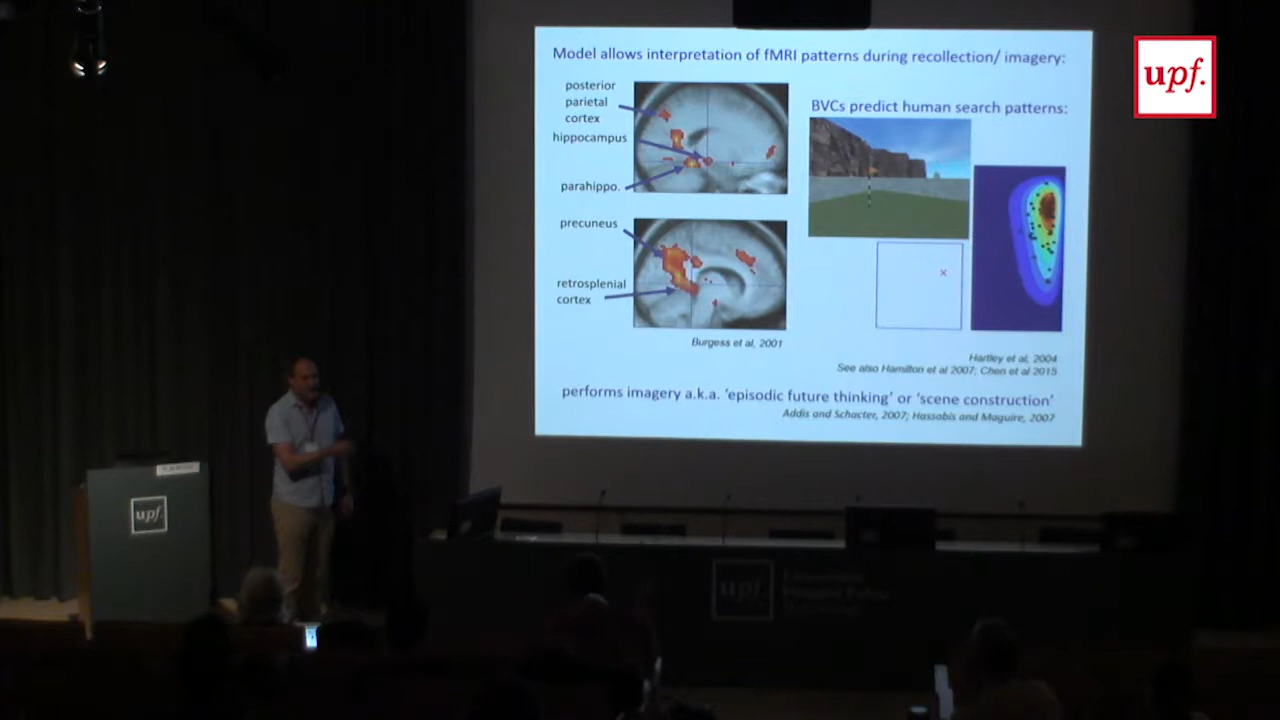 Model allows interpretation of fMRI patterns during recollection/ imagery:
posterior
parietal
cortex
hippocampus
parahippo.
precuneus
retrosplenial
cortex
Burgess et al, 2001
BVCs predict human search patterns:
Hartley et al, 2004
See also Hamilton et al 2007; Chen et al 2015
performs imagery a.k.a. ‘episodic future thinking’ or ‘scene construction’
Addis and Schacter, 2007; Hassabis and Maguire, 2007
upf.
upf.
upf.
Universitat
Pompeu Fabra